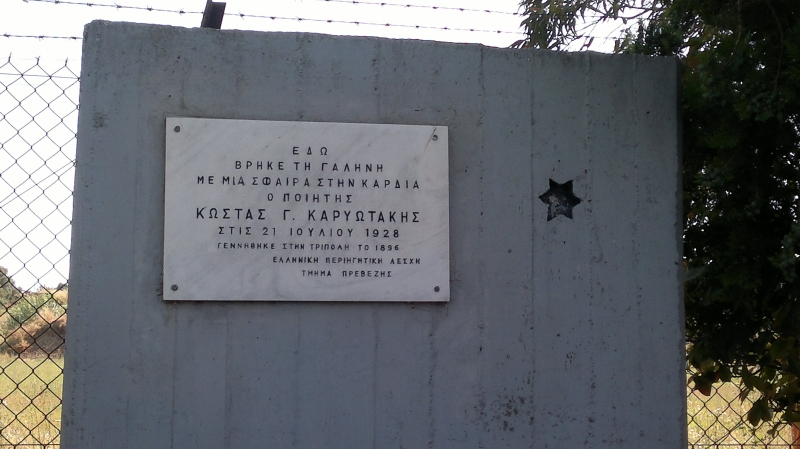 ΕΔΩ
ΒΡΗΚΕ ΤΗ ΓΑΛΗΝΗ
ΜΕ ΜΙΑ ΣΦΑΙΡΑ ΣΤΗΝ ΚΑΡΔΙΑ
Ο ΠΟΙΗΤΗΣ
ΚΩΣΤΑΣ Γ. ΚΑΡΥΩΤΑΚΗΣ
ΣΤΙΣ 21 ΙΟΥΛΙΟΥ 1928
ΓΕΝΝΗΘΗΚΕ ΣΤΗΝ ΤΡΙΠΟΛΗ ΤΟ 1896
ΕΛΛΗΝΙΚΗ ΠΕΡΙΗΓΗΤΙΚΗ ΛΕΣΧΗ
ΤΜΗΜΑ ΠΡΕΒΕΖΗΣ